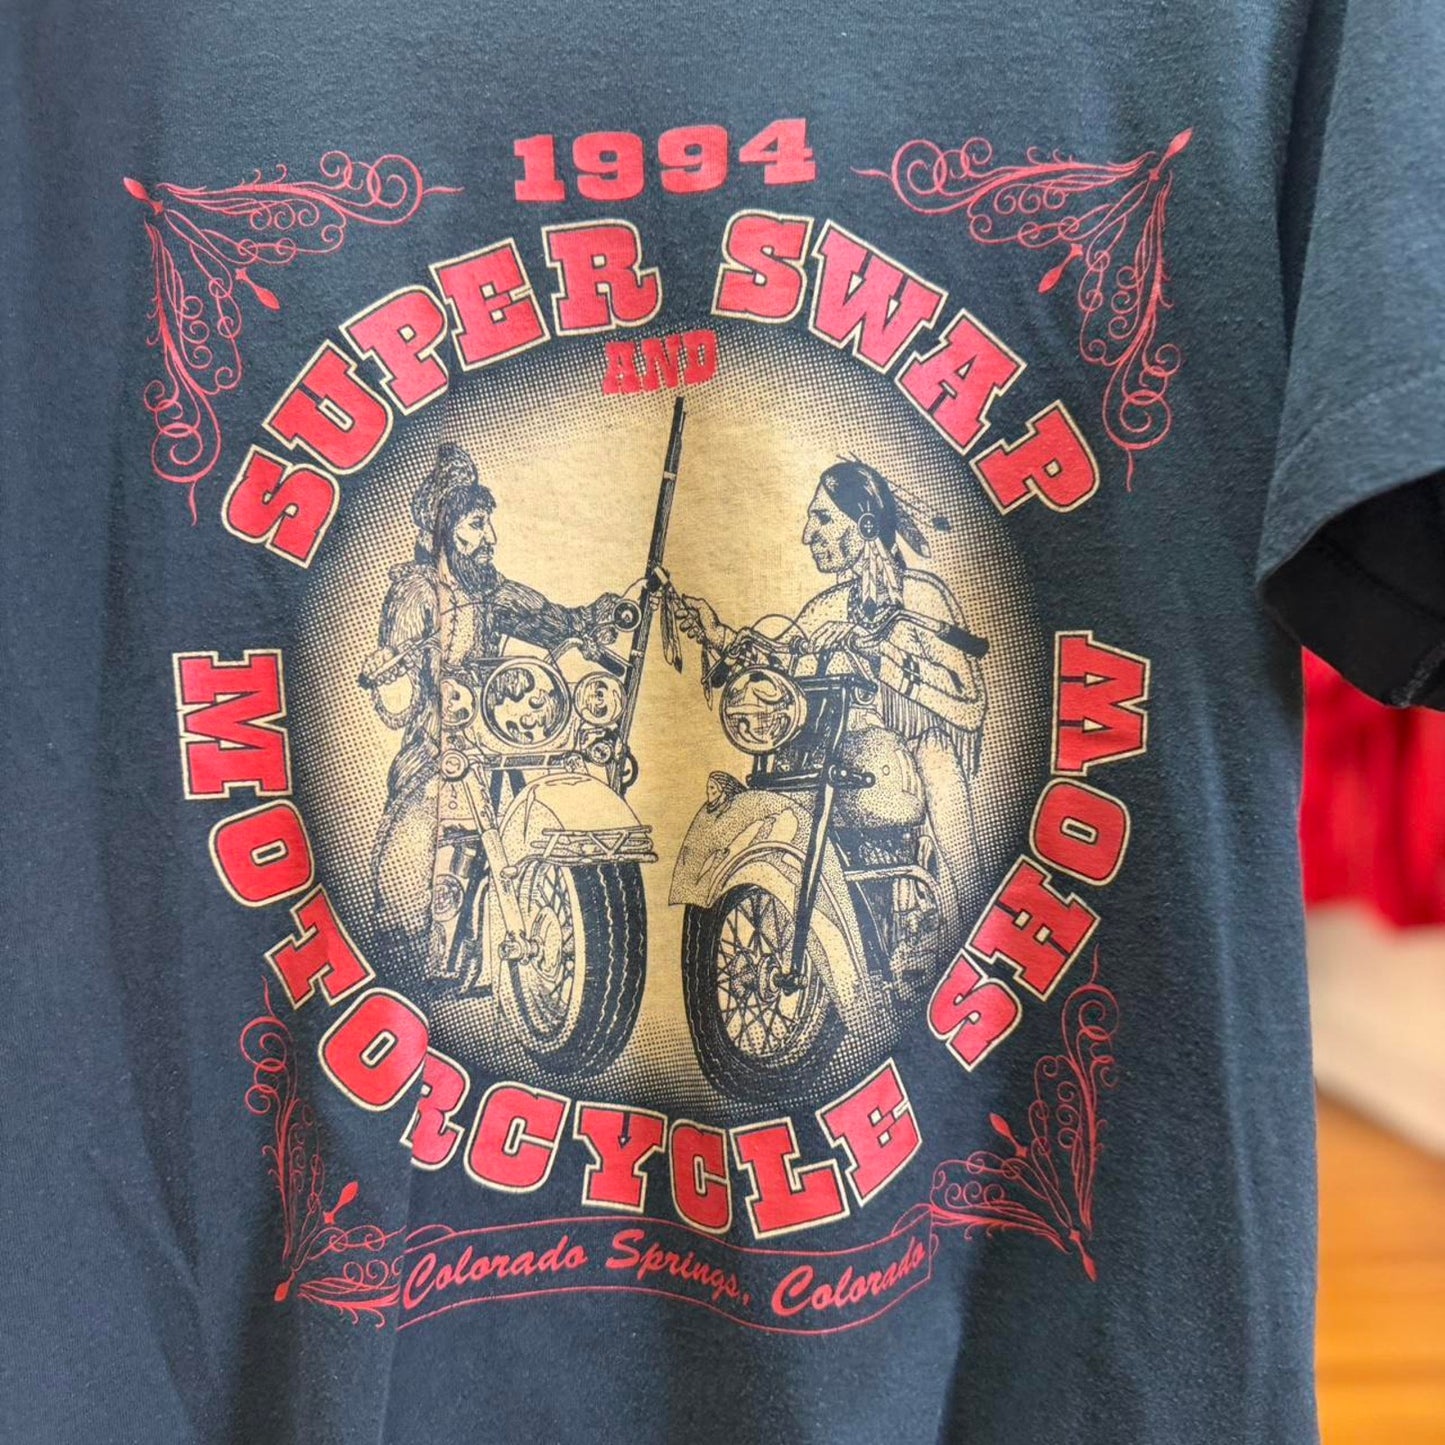 1994
SUPER SWAP
AND
MOTORCYCLE SHOW
Colorado Springs, Colorado